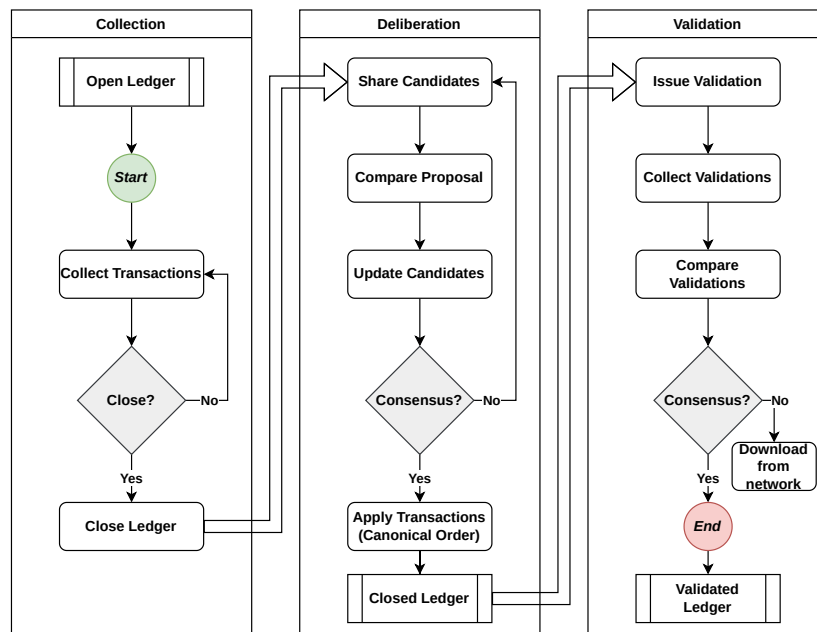 Collection
Open Ledger
Start
Collect Transactions
Close?
No
Yes
Close Ledger
Deliberation
Share Candidates
Compare Proposal
Update Candidates
Consensus?
No
Yes
Apply Transactions
(Canonical Order)
Closed Ledger
Validation
Issue Validation
Collect Validations
Compare
Validations
Consensus?
No
Download
from
network
Yes
End
Validated
Ledger